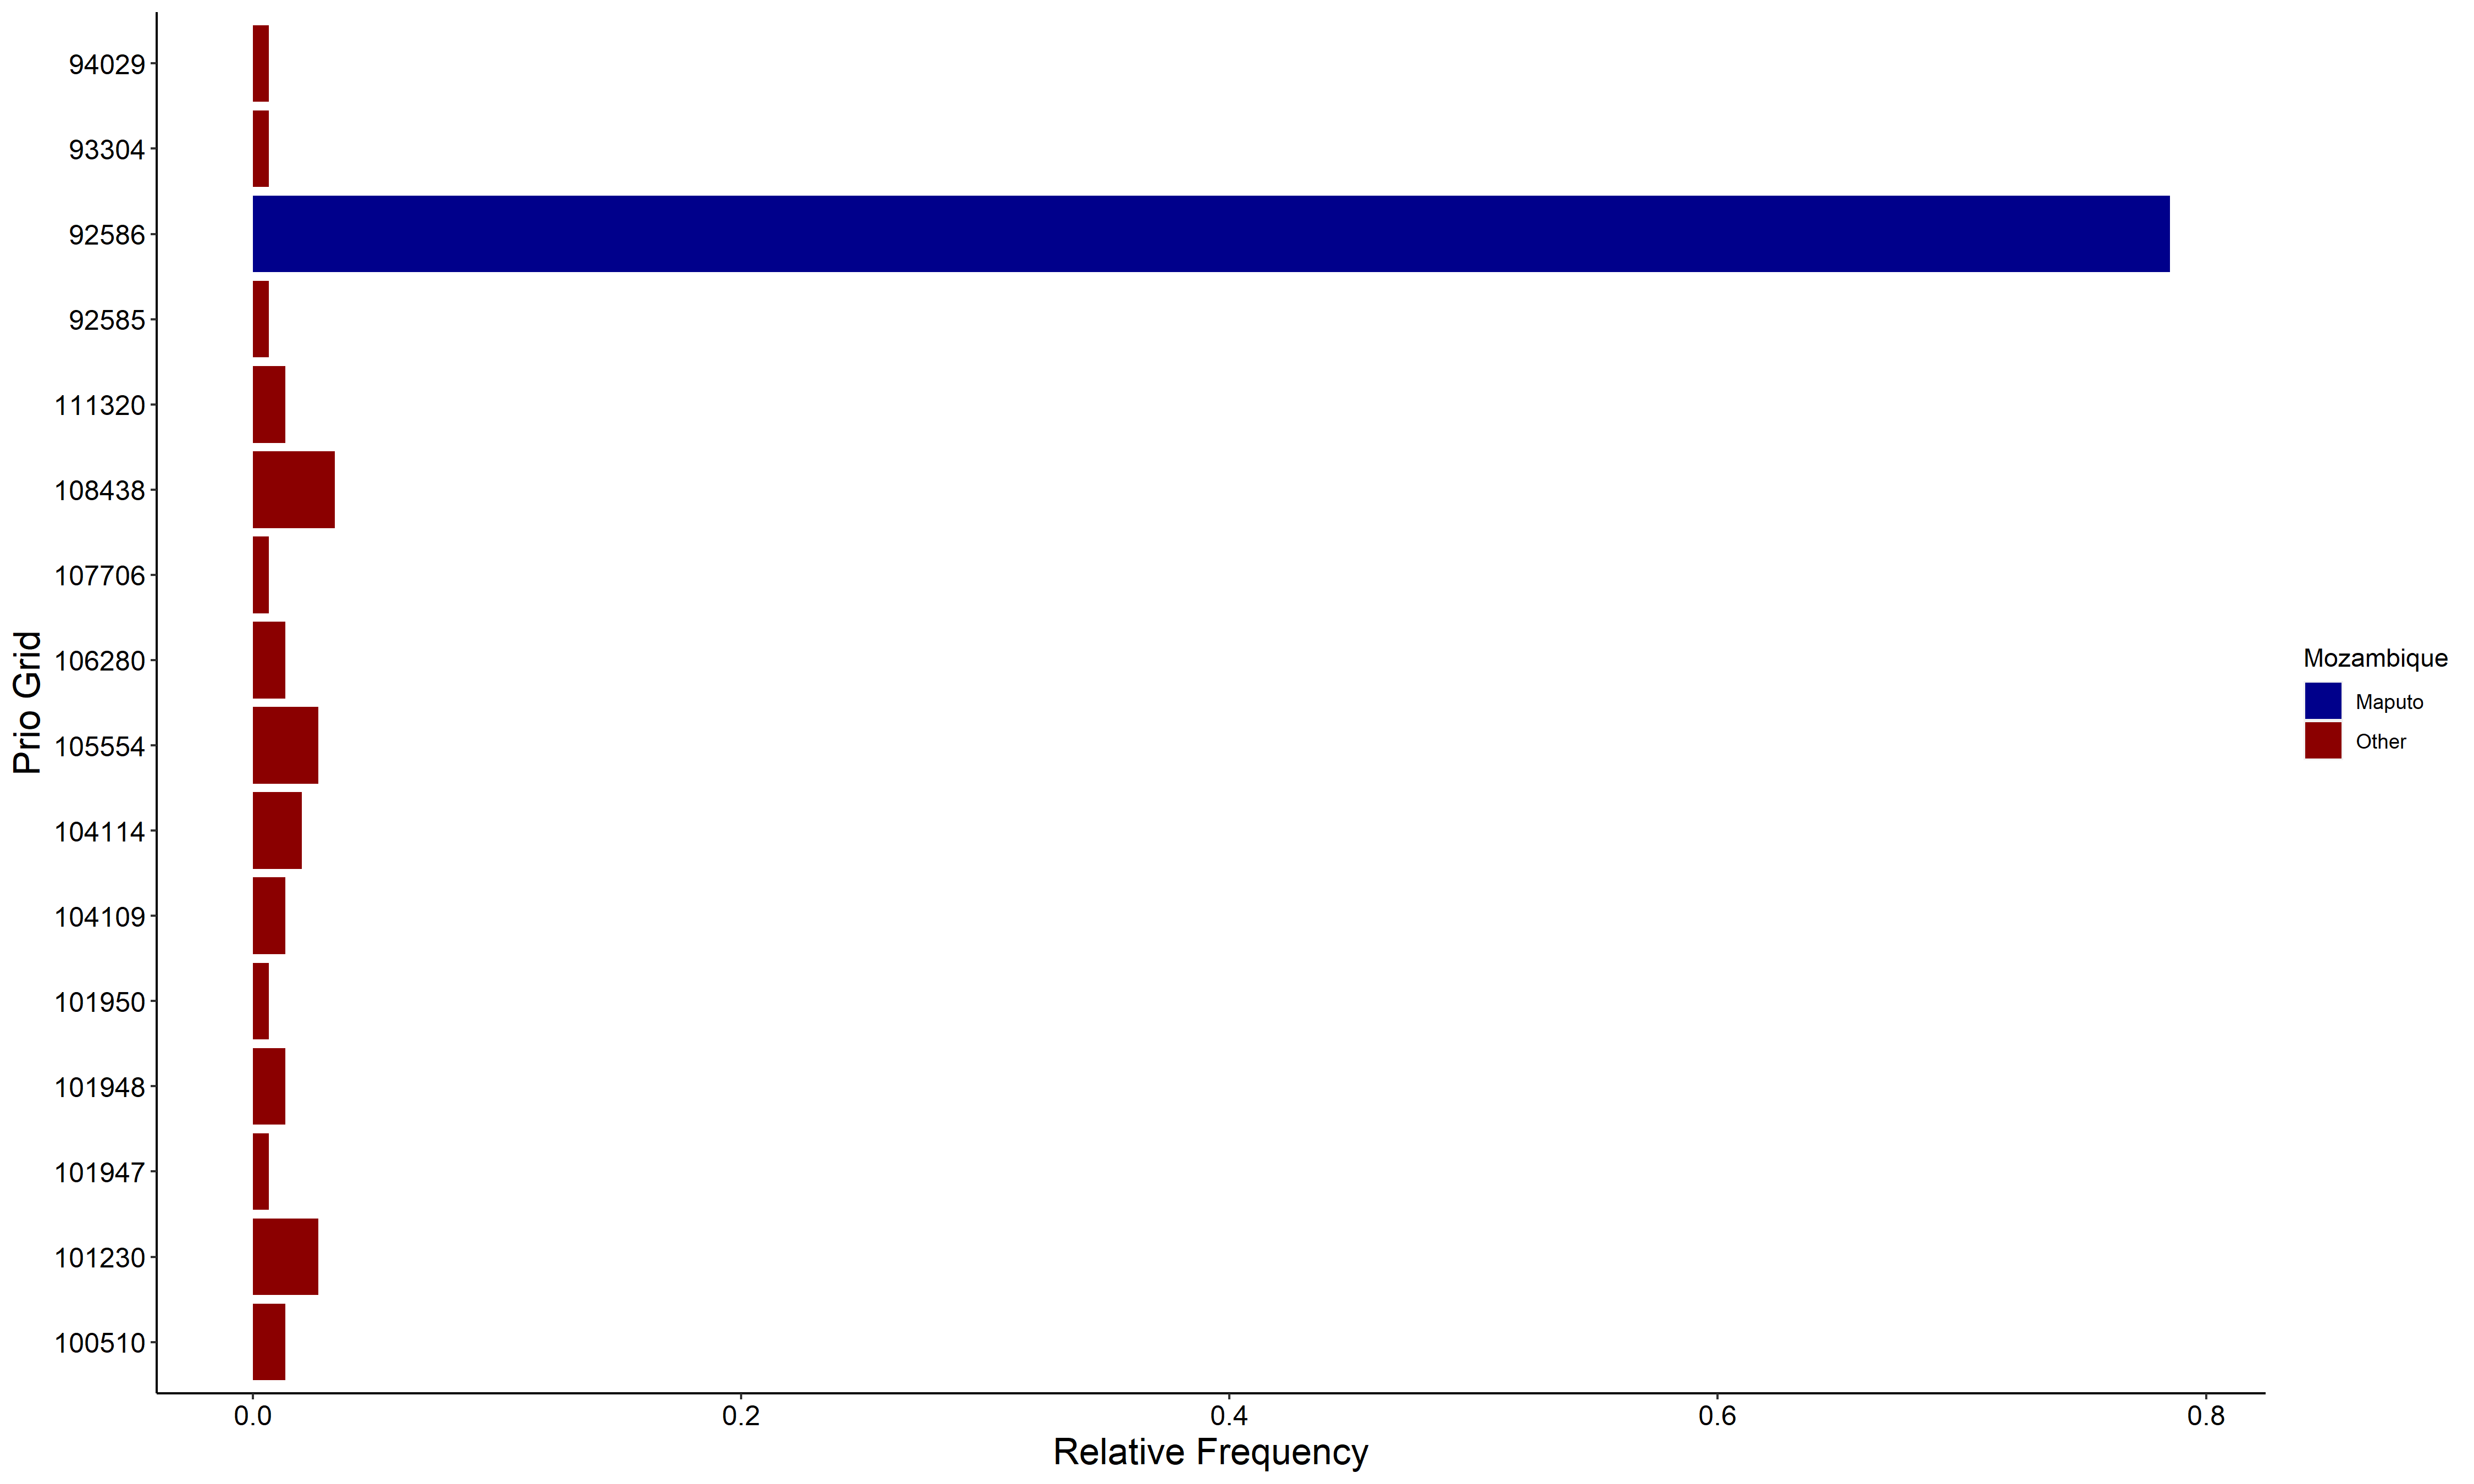 94029
93304
92586
92585
111320
108438
107706
106280
105554
104114
104109
101950
101948
101947
101230
100510
Prio Grid
0.0 0.2 0.4 0.6 0.8
Relative Frequency
Mozambique
Maputo
Other